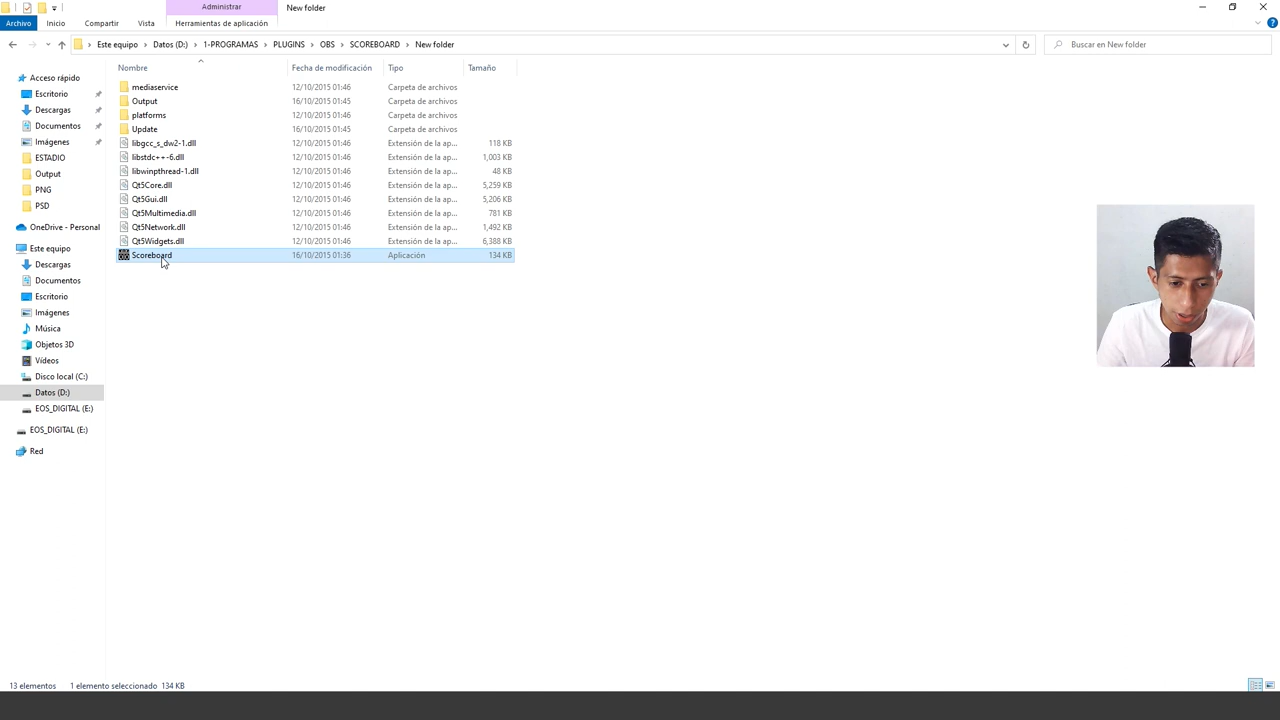 Administrar New folder
Archivo Inicio Compartir Vista Herramientas de aplicación
Este equipo > Datos (D:) > 1-PROGRAMAS > PLUGINS > OBS > SCOREBOARD > New folder Buscar en New folder
Nombre Fecha de modificación Tipo Tamaño
Acceso rápido
Escritorio
Descargas
Documentos
Imágenes
ESTADIO
Output
PNG
PSD
OneDrive - Personal
Este equipo
Descargas
Documentos
Escritorio
Imágenes
Música
Objetos 3D
Vídeos
Disco local (C:)
Datos (D:)
EOS_DIGITAL (E:)
EOS_DIGITAL (E:)
Red
mediaservice 12/10/2015 01:46 Carpeta de archivos
Output 16/10/2015 01:45 Carpeta de archivos
platforms 12/10/2015 01:46 Carpeta de archivos
Update 16/10/2015 01:45 Carpeta de archivos
libgcc_s_dw2-1.dll 12/10/2015 01:46 Extensión de la ap... 118 KB
libstdc++-6.dll 12/10/2015 01:46 Extensión de la ap... 1,003 KB
libwinpthread-1.dll 12/10/2015 01:46 Extensión de la ap... 48 KB
Qt5Core.dll 12/10/2015 01:46 Extensión de la ap... 5,259 KB
Qt5Gui.dll 12/10/2015 01:46 Extensión de la ap... 5,206 KB
Qt5Multimedia.dll 12/10/2015 01:46 Extensión de la ap... 781 KB
Qt5Network.dll 12/10/2015 01:46 Extensión de la ap... 1,492 KB
Qt5Widgets.dll 12/10/2015 01:46 Extensión de la ap... 6,388 KB
Scoreboard 16/10/2015 01:36 Aplicación 134 KB
13 elementos 1 elemento seleccionado 134 KB